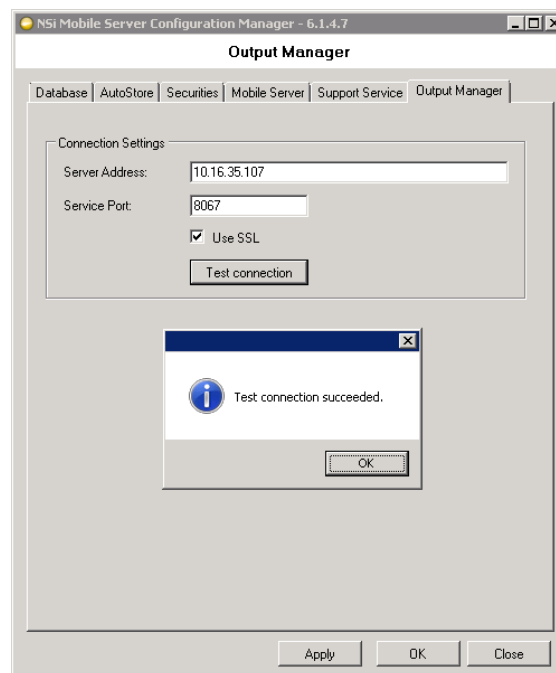 NSi Mobile Server Configuration Manager - 6.1.4.7
Output Manager
Database AutoStore Securities Mobile Server Support Service Output Manager
Connection Settings
Server Address: 10.16.35.107
Service Port: 8067
Use SSL
Test connection
Test connection succeeded.
OK
Apply OK Close